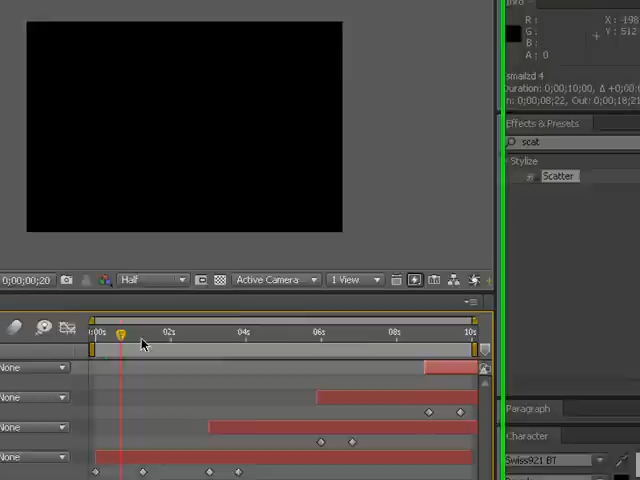 Info
R:
G:
B:
A: 0
X: -198
Y: 512
smailzd 4
Duration: 0;00;10;00, Δ +0;00
n: 0;00;08;22, Out: 0;00;18;21
Effects & Presets
scat
Stylize
Scatter
0;00;00;20
Half
Active Camera
1 View
0:00s
02s
04s
06s
08s
10s
None
None
None
None
Paragraph
Character
Swiss921 BT